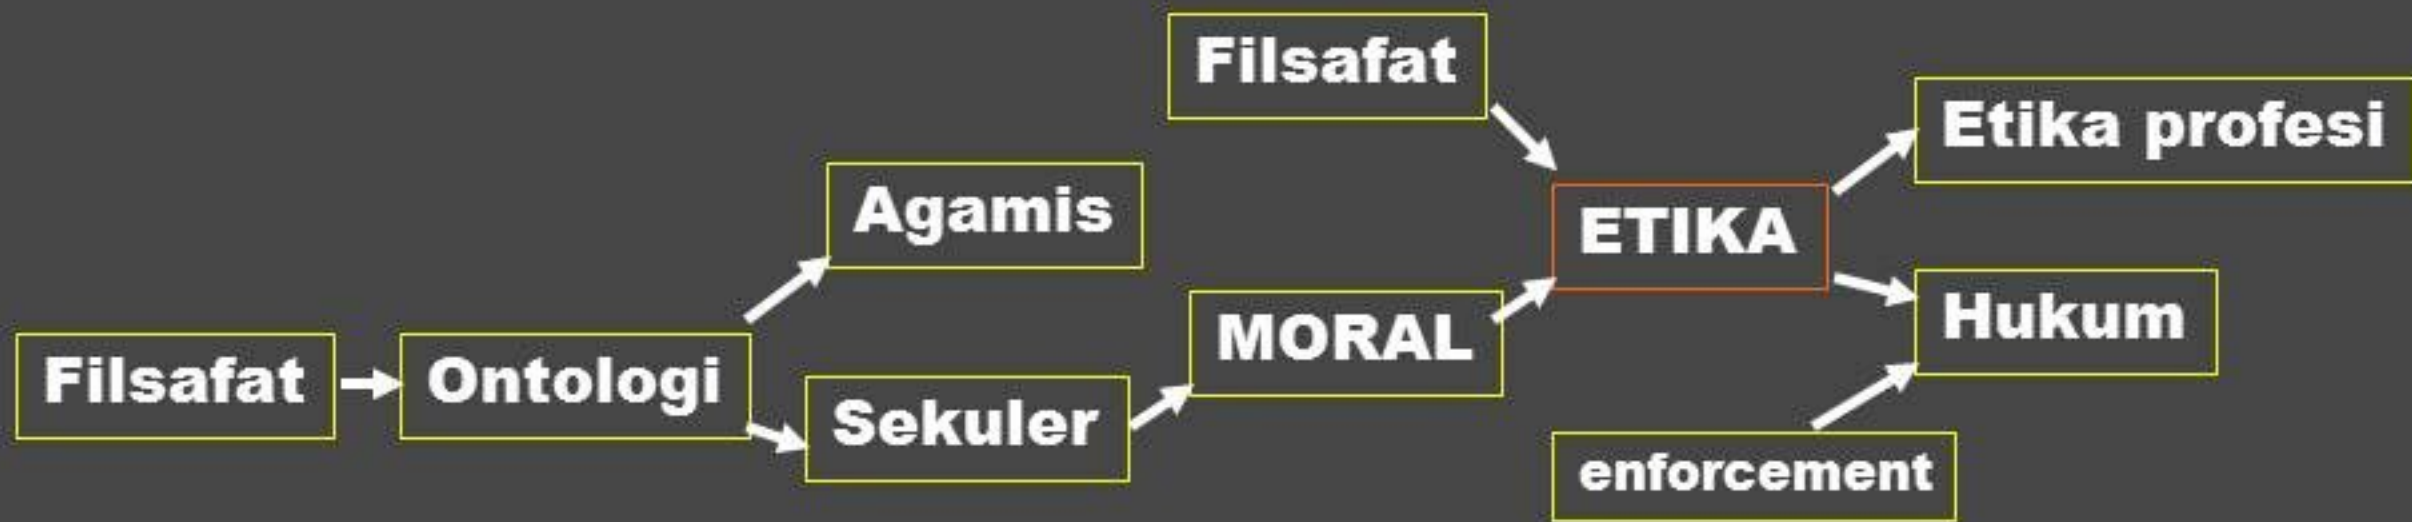 Filsafat
Etika profesi
Agamis
ETIKA
Hukum
MORAL
Filsafat
Ontologi
Sekuler
enforcement